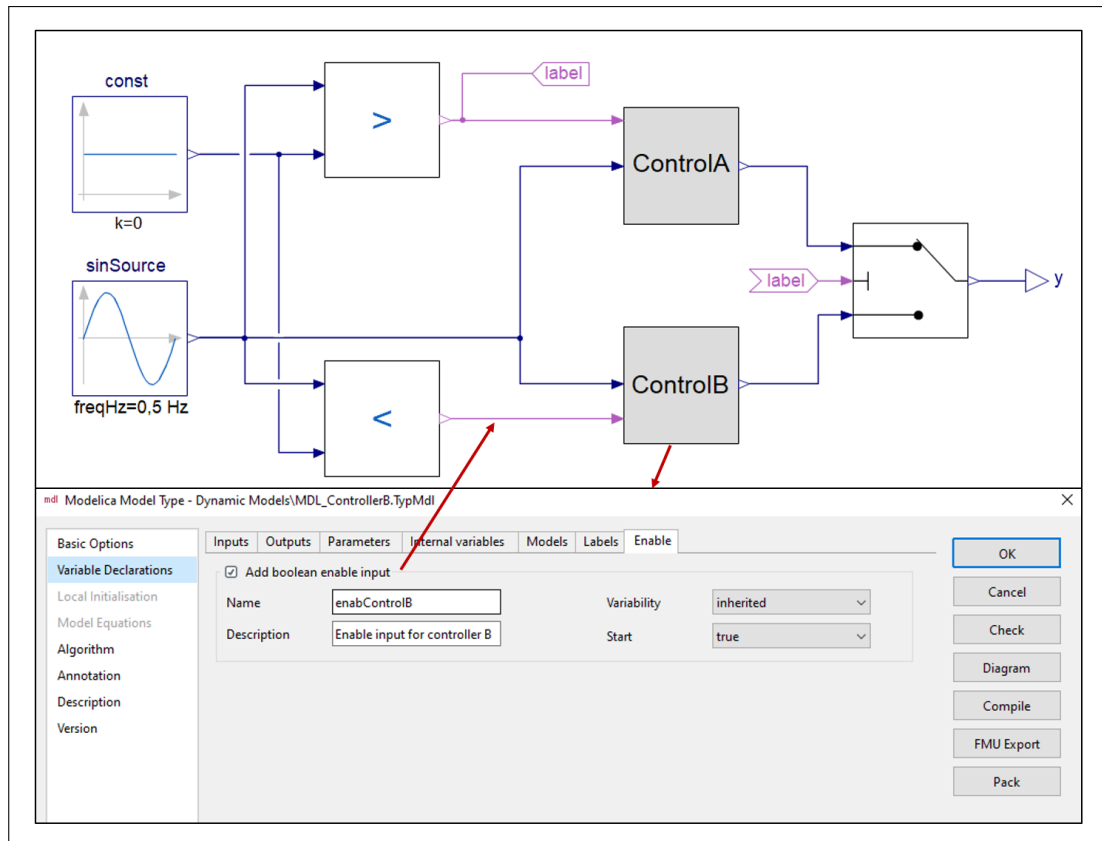 label
const
>
ControlA
k=0
sinSource
label
y
ControlB
freqHz=0,5 Hz
<
mdl Modelica Model Type - Dynamic Models\MDL_ControllerB.TypMdl
Basic Options
Variable Declarations
Local Initialisation
Model Equations
Algorithm
Annotation
Description
Version
Inputs Outputs Parameters Internal variables Models Labels Enable
Add boolean enable input
Name enabControlB Variability inherited
Description Enable input for controller B Start true
OK
Cancel
Check
Diagram
Compile
FMU Export
Pack